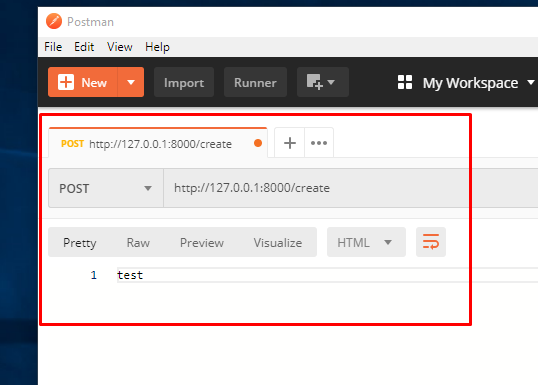 Postman
File Edit View Help
New Import Runner My Workspace
POST http://127.0.0.1:8000/create
POST http://127.0.0.1:8000/create
Pretty Raw Preview Visualize HTML
1 test